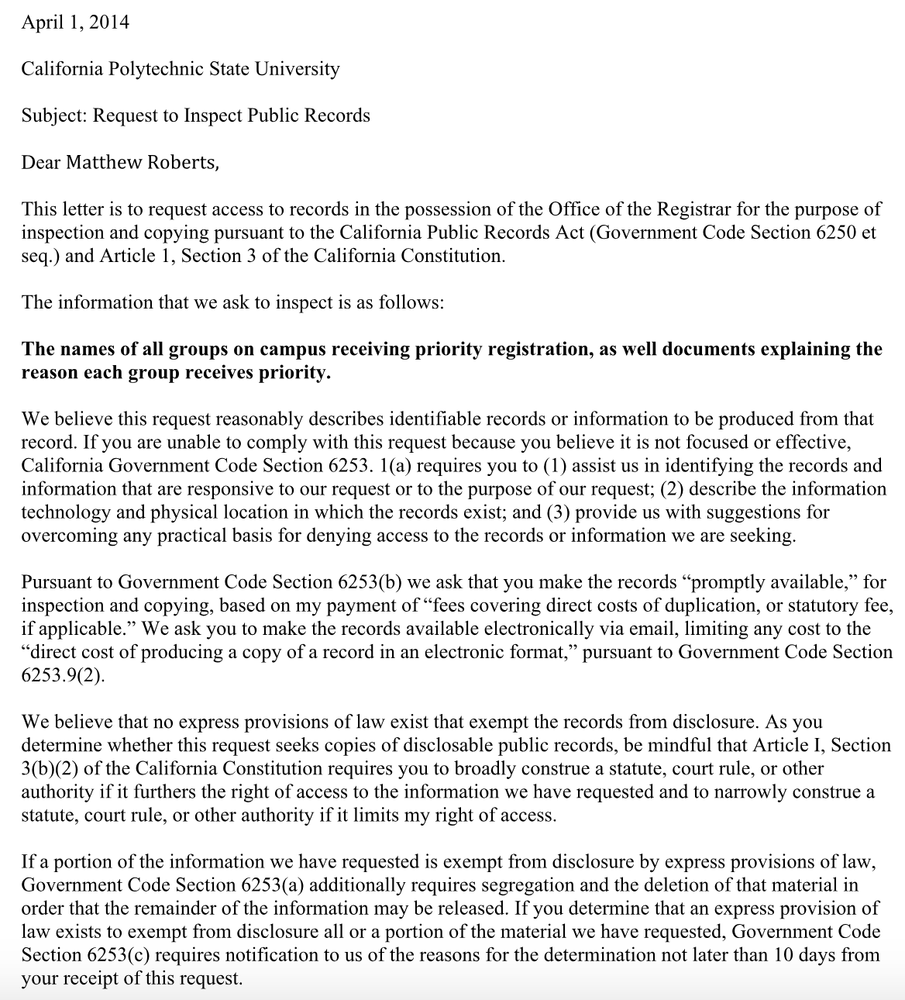 April 1, 2014
California Polytechnic State University
Subject: Request to Inspect Public Records
Dear Matthew Roberts,
This letter is to request access to records in the possession of the Office of the Registrar for the purpose of
inspection and copying pursuant to the California Public Records Act (Government Code Section 6250 et
seq.) and Article 1, Section 3 of the California Constitution.
The information that we ask to inspect is as follows:
The names of all groups on campus receiving priority registration, as well documents explaining the
reason each group receives priority.
We believe this request reasonably describes identifiable records or information to be produced from that
record. If you are unable to comply with this request because you believe it is not focused or effective,
California Government Code Section 6253. 1(a) requires you to (1) assist us in identifying the records and
information that are responsive to our request or to the purpose of our request; (2) describe the information
technology and physical location in which the records exist; and (3) provide us with suggestions for
overcoming any practical basis for denying access to the records or information we are seeking.
Pursuant to Government Code Section 6253(b) we ask that you make the records “promptly available,” for
inspection and copying, based on my payment of “fees covering direct costs of duplication, or statutory fee,
if applicable.” We ask you to make the records available electronically via email, limiting any cost to the
“direct cost of producing a copy of a record in an electronic format,” pursuant to Government Code Section
6253.9(2).
We believe that no express provisions of law exist that exempt the records from disclosure. As you
determine whether this request seeks copies of disclosable public records, be mindful that Article I, Section
3(b)(2) of the California Constitution requires you to broadly construe a statute, court rule, or other
authority if it furthers the right of access to the information we have requested and to narrowly construe a
statute, court rule, or other authority if it limits my right of access.
If a portion of the information we have requested is exempt from disclosure by express provisions of law,
Government Code Section 6253(a) additionally requires segregation and the deletion of that material in
order that the remainder of the information may be released. If you determine that an express provision of
law exists to exempt from disclosure all or a portion of the material we have requested, Government Code
Section 6253(c) requires notification to us of the reasons for the determination not later than 10 days from
your receipt of this request.